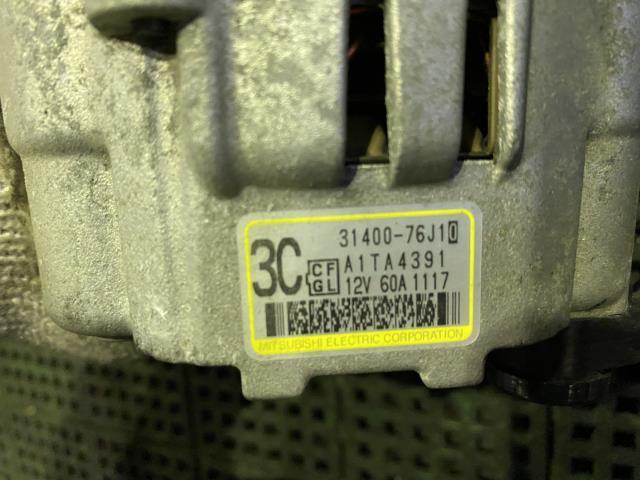 31400-76J10
3C CF GL A1TA4391
12V 60A 1117
MITSUBISHI ELECTRIC CORPORATION